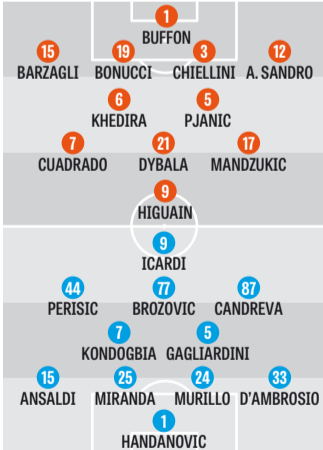 1
BUFFON
15 19 3 12
BARZAGLI BONUCCI CHIELLINI A. SANDRO
6 5
KHEDIRA PJANIC
7 21 17
CUADRADO DYBALA MANDZUKIC
9
HIGUAIN
9
ICARDI
44 77 87
PERISIC BROZOVIC CANDREVA
7 5
KONDOGBIA GAGLIARDINI
15 25 24 33
ANSALDI MIRANDA MURILLO D'AMBROSIO
1
HANDANOVIC